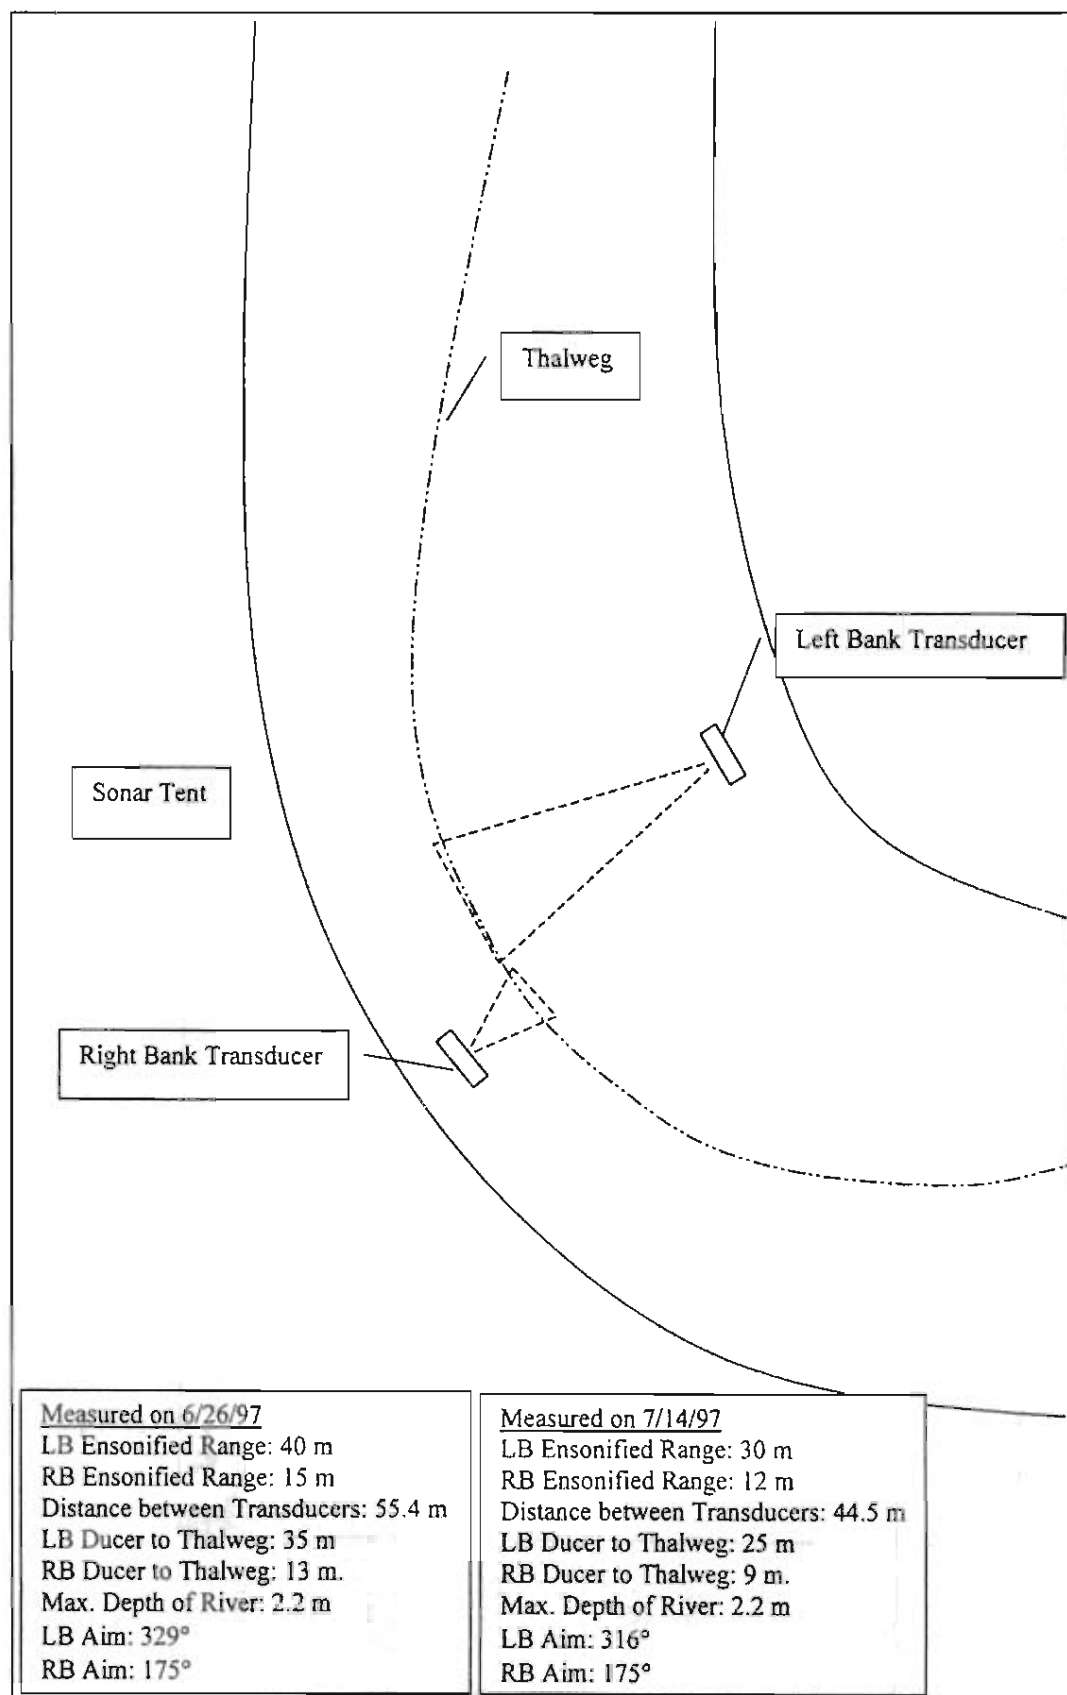 Thalweg
Left Bank Transducer
Sonar Tent
Right Bank Transducer
Measured on 6/26/97
LB Ensonified Range: 40 m
RB Ensonified Range: 15 m
Distance between Transducers: 55.4 m
LB Ducer to Thalweg: 35 m
RB Ducer to Thalweg: 13 m.
Max. Depth of River: 2.2 m
LB Aim: 329°
RB Aim: 175°
Measured on 7/14/97
LB Ensonified Range: 30 m
RB Ensonified Range: 12 m
Distance between Transducers: 44.5 m
LB Ducer to Thalweg: 25 m
RB Ducer to Thalweg: 9 m.
Max. Depth of River: 2.2 m
LB Aim: 316°
RB Aim: 175°